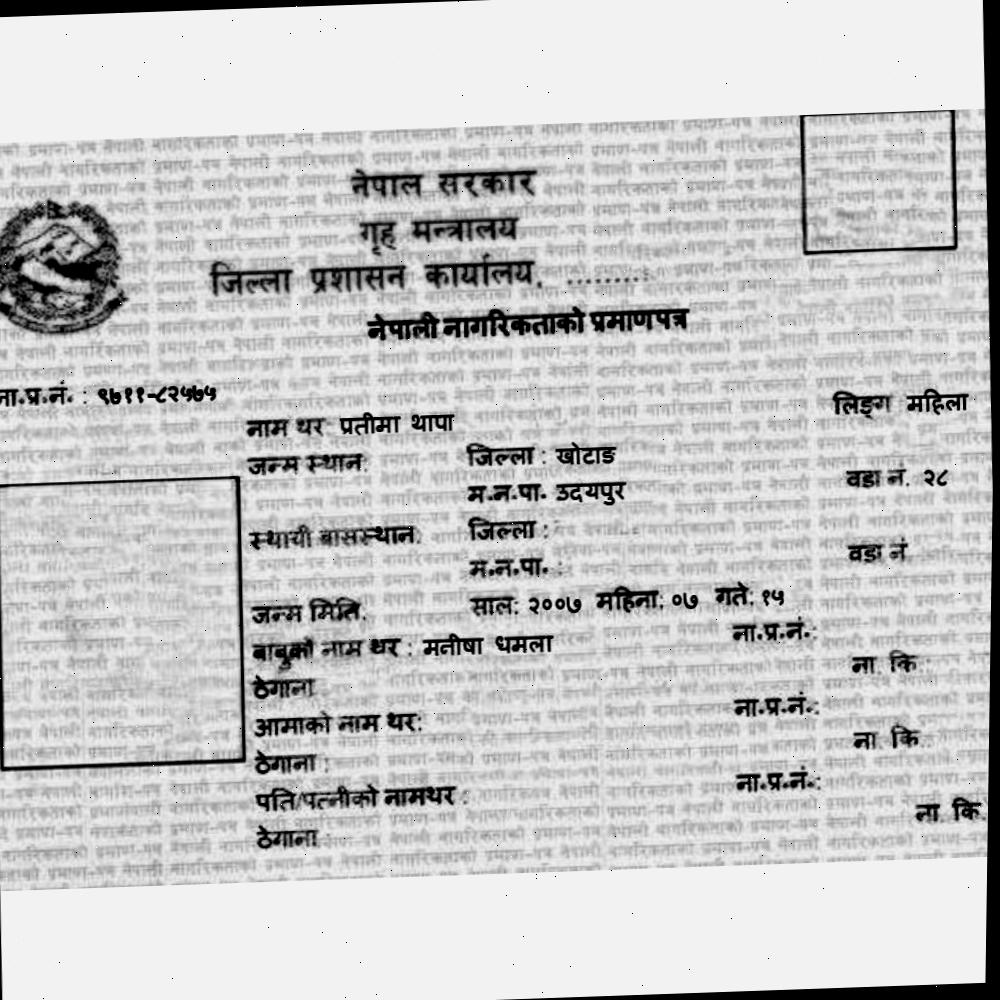 नेपाल सरकार
गृह मन्त्रालय
जिल्ला प्रशासन कार्यालय, .........
नेपाली नागरिकताको प्रमाणपत्र
ना.प्र.नं. : ९७११-८२५७५
लिङ्ग महिला
नाम थर प्रतीमा थापा
जन्म स्थान: जिल्ला : खोटाङ
म.न.पा. उदयपुर वडा नं. २८
स्थायी बासस्थान: जिल्ला :
म.न.पा. : वडा नं
जन्म मिति: साल: २००७ महिना: ०७ गते: १५
बाबुको नाम थर : मनीषा धमला ना.प्र.नं.:
ठेगाना ना. कि.:
आमाको नाम थर: ना.प्र.नं.:
ठेगाना : ना. कि.:
पति/पत्नीको नामथर : ना.प्र.नं.:
ठेगाना : ना. कि.